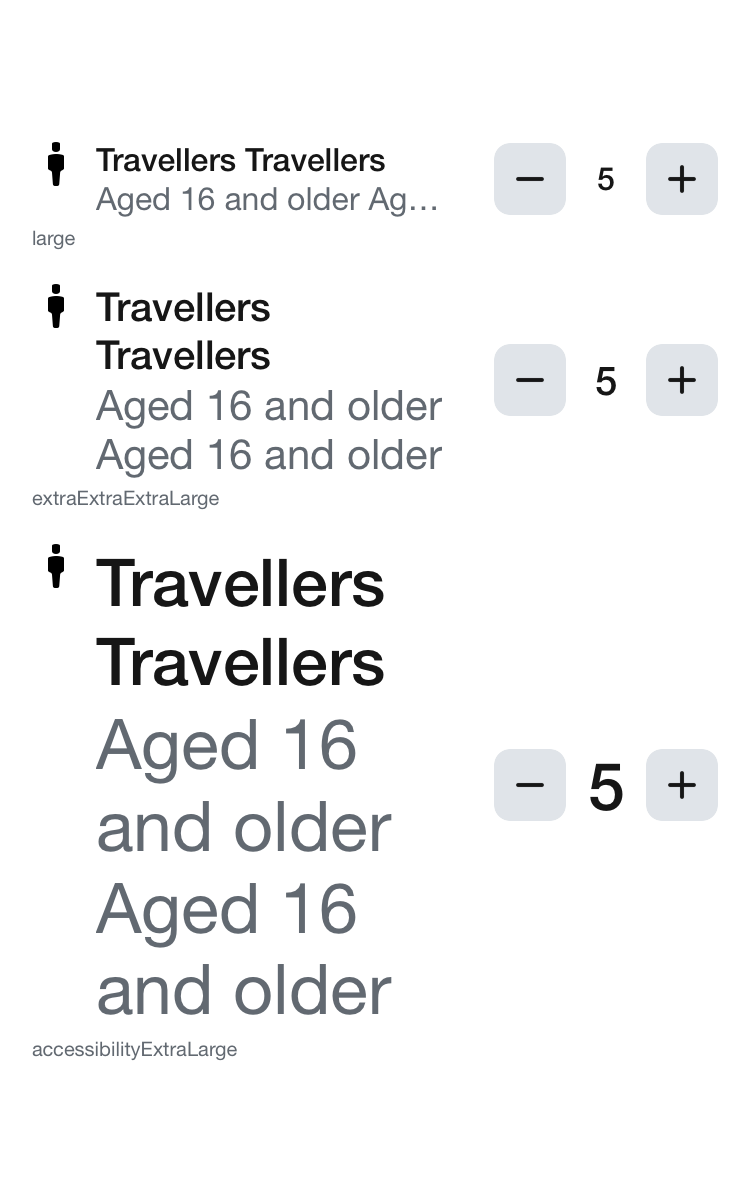 Travellers Travellers
Aged 16 and older Ag…
5
large
Travellers
Travellers
Aged 16 and older
Aged 16 and older
5
extraExtraExtraLarge
Travellers
Travellers
Aged 16
and older
Aged 16
and older
5
accessibilityExtraLarge